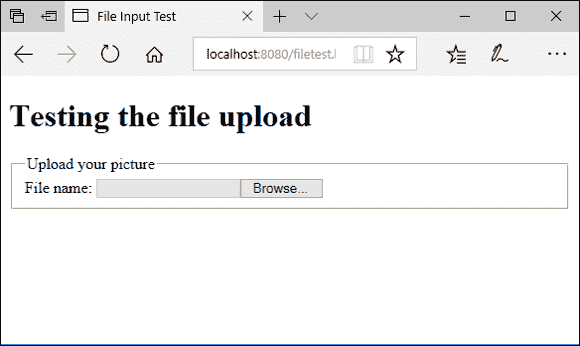 File Input Test
localhost:8080/filetest.
Testing the file upload
Upload your picture
File name: Browse...